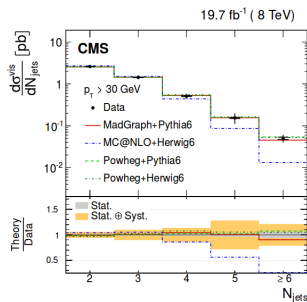 19.7 fb⁻¹ ( 8 TeV)
dσᵛⁱˢ/dN_jets [pb]
CMS
p_T > 30 GeV
Data
MadGraph+Pythia6
MC@NLO+Herwig6
Powheg+Pythia6
Powheg+Herwig6
10
1
10⁻¹
10⁻²
Theory
Data
Stat.
Stat. ⊕ Syst.
1.5
1
0.5
2 3 4 5 ≥6
N_jets